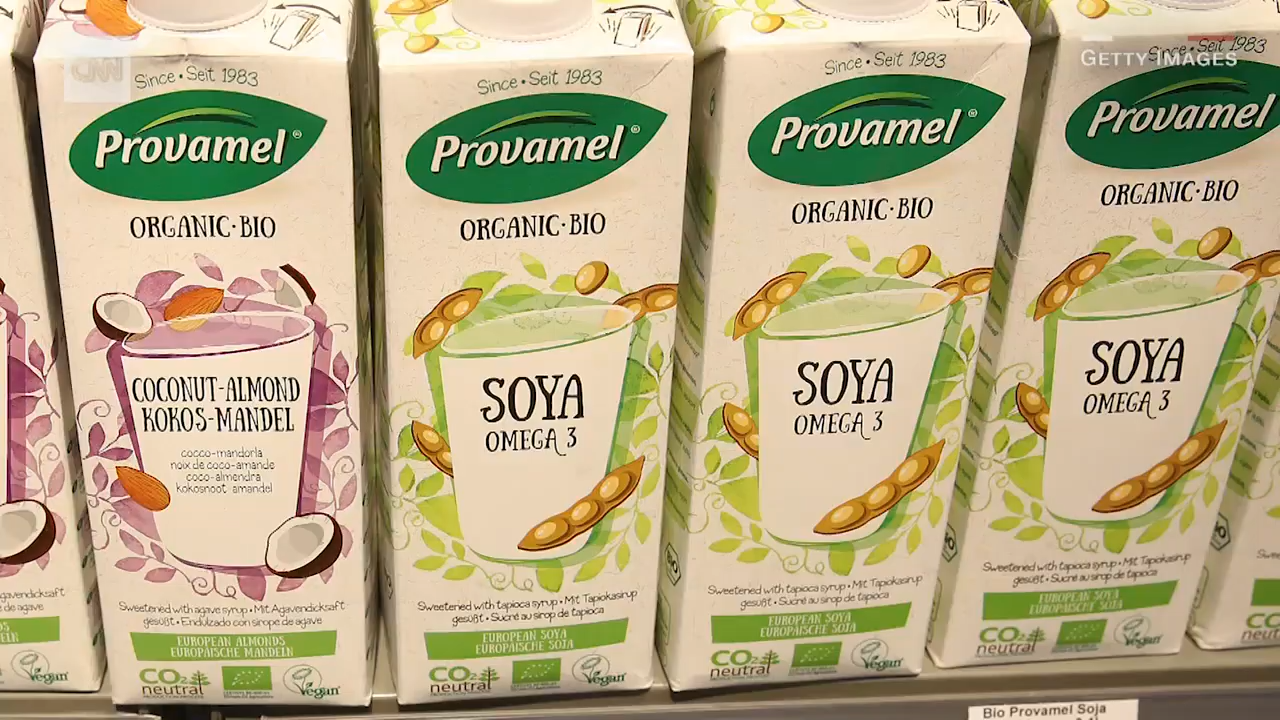 CNN
GETTY IMAGES
Since • Seit 1983
Provamel®
ORGANIC • BIO
COCONUT-ALMOND
KOKOS-MANDEL
cocco-mandorla
noix de coco-amande
coco-almendra
kokosnoot-amandel
Sweetened with agave syrup • Mit Agavendicksaft
gesüßt • Endulzado con sirope de agave
EUROPEAN ALMONDS
EUROPÄISCHE MANDELN
CO2
neutral
Vegan
Since • Seit 1983
Provamel®
ORGANIC • BIO
SOYA
OMEGA 3
Sweetened with tapioca syrup • Mit Tapiokasirup
gesüßt • Sucré au sirop de tapioca
EUROPEAN SOYA
EUROPÄISCHE SOJA
CO2
neutral
Vegan
Since • Seit 1983
Provamel®
ORGANIC • BIO
SOYA
OMEGA 3
Sweetened with tapioca syrup • Mit Tapiokasirup
gesüßt • Sucré au sirop de tapioca
EUROPEAN SOYA
EUROPÄISCHE SOJA
CO2
neutral
Vegan
Since • Seit 1983
Provamel
ORGANIC • BIO
SOYA
OMEGA 3
Sweetened with tapioca syrup • Mit Tapiokasirup
gesüßt • Sucré au sirop de tapioca
EUROPEAN SOYA
EUROPÄISCHE SOJA
CO2
neutral
Vegan
Bio Provamel Soja